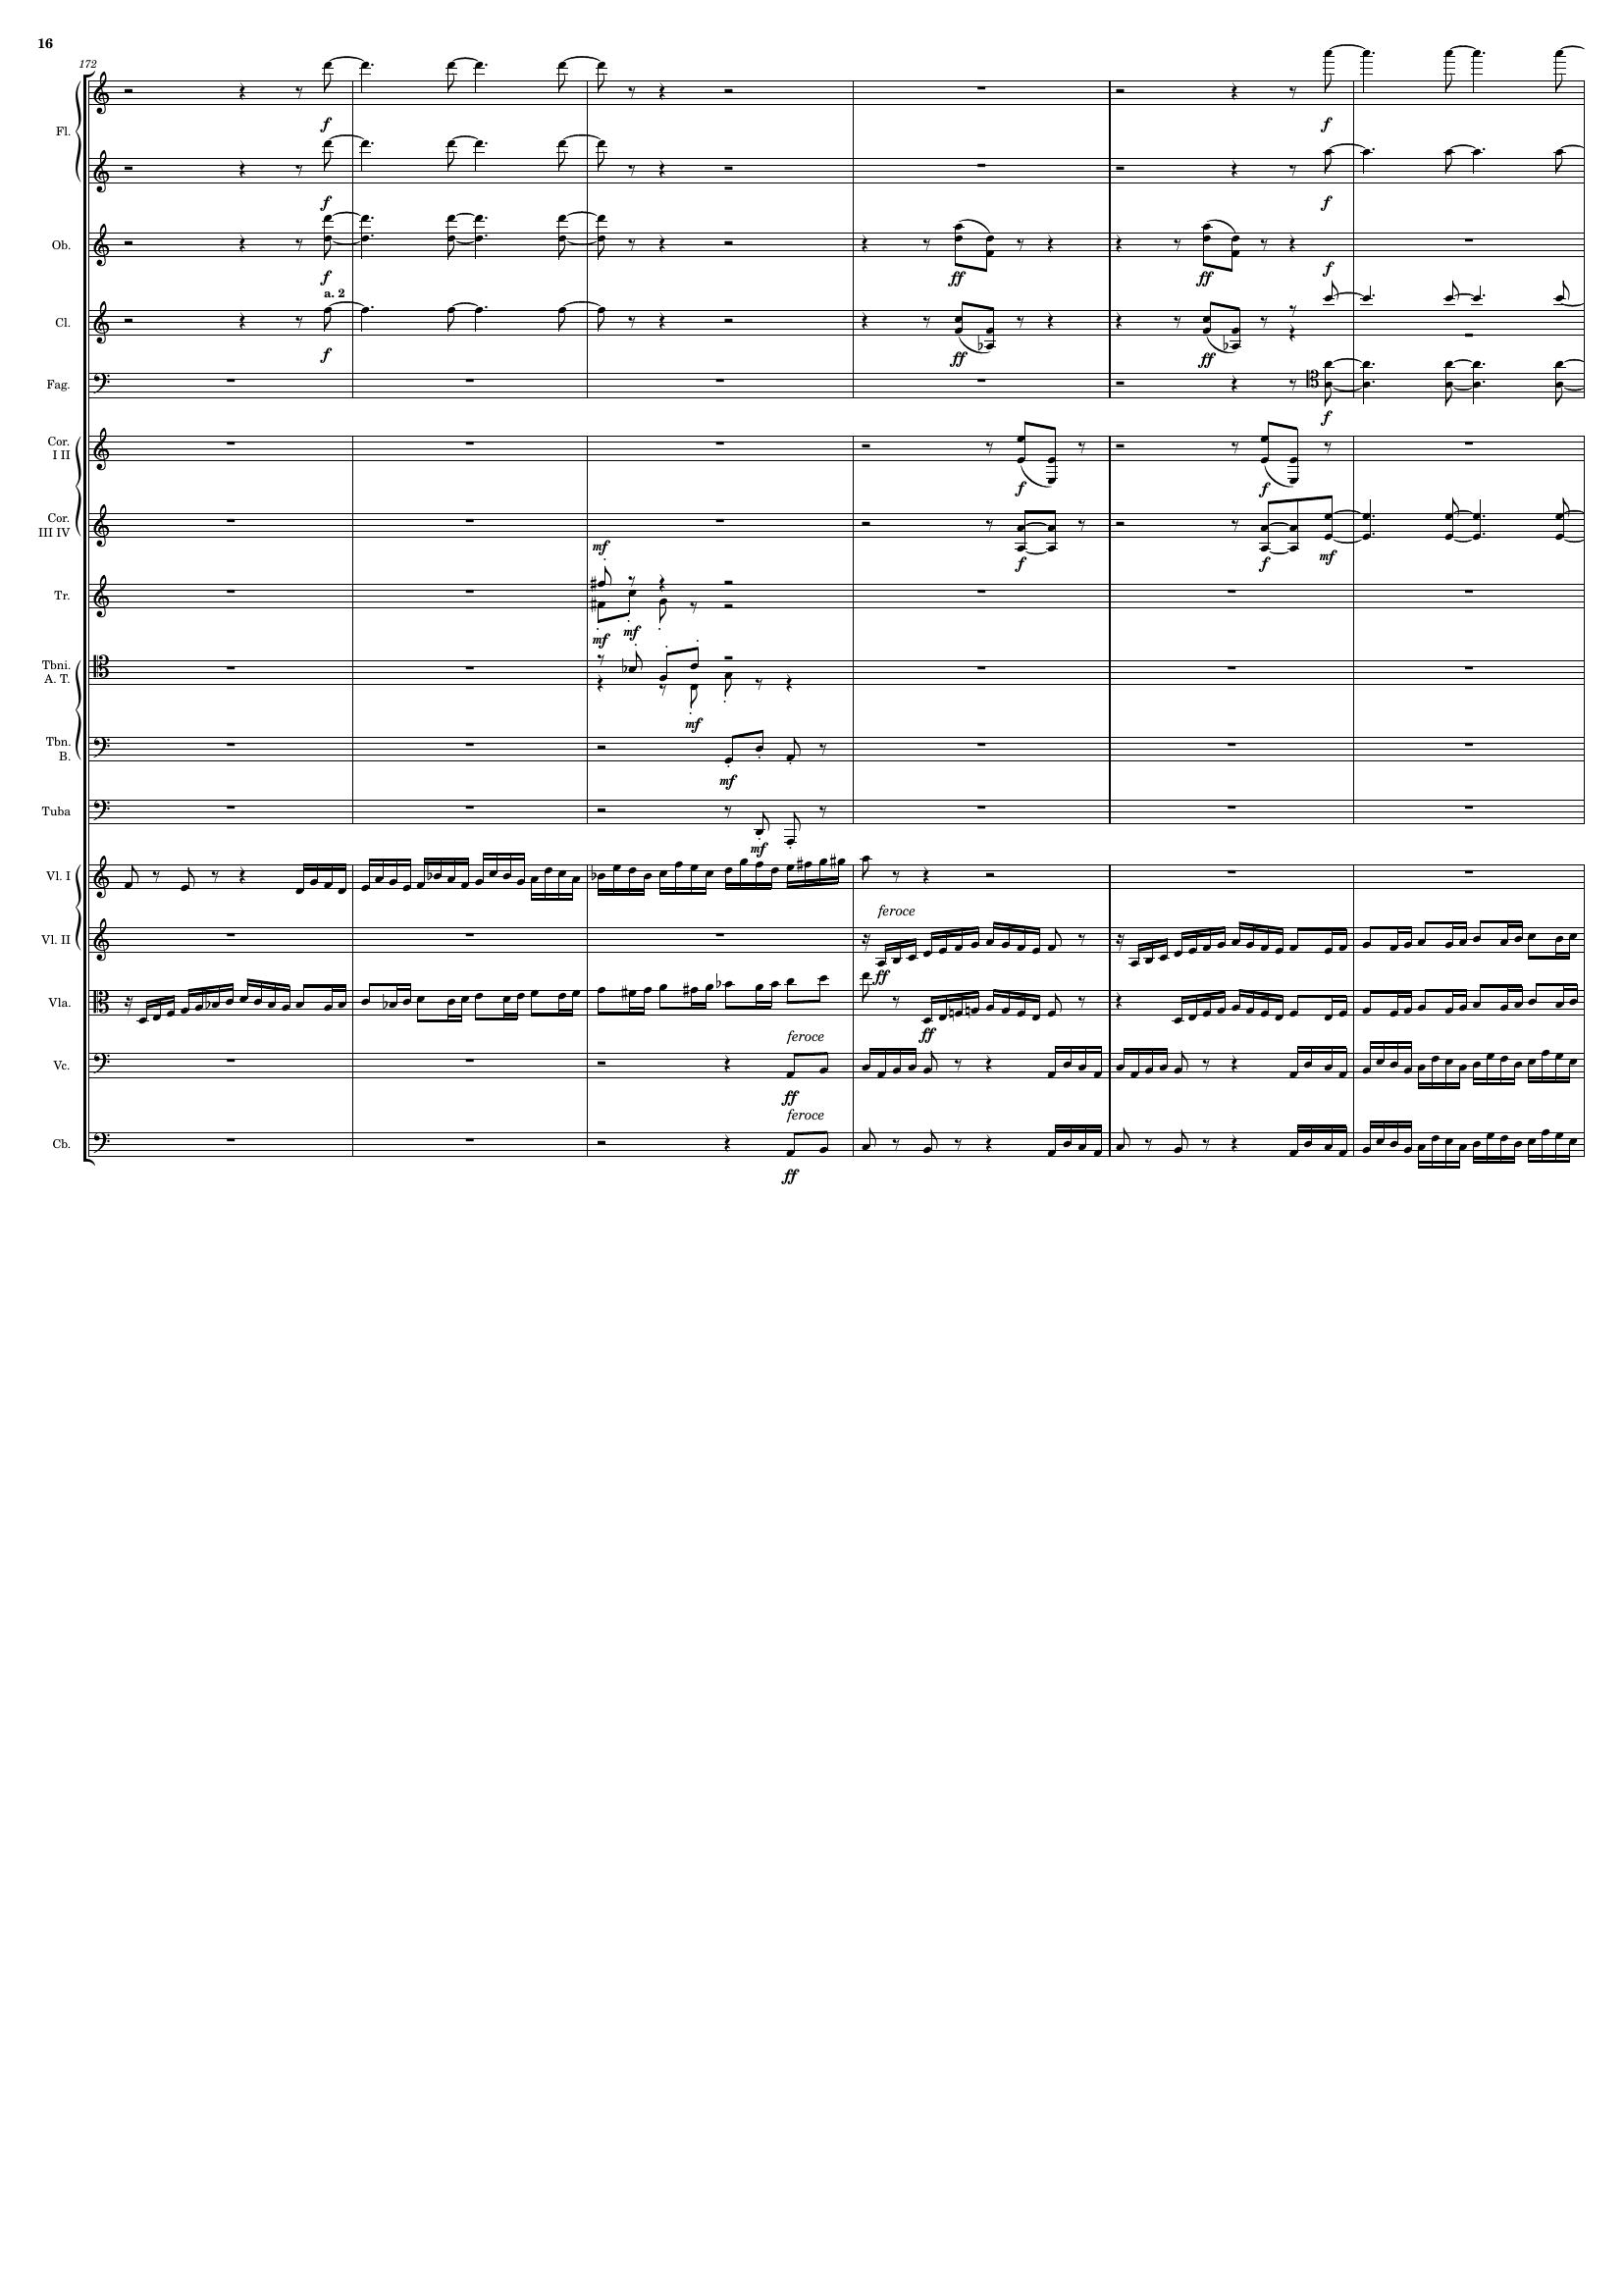 16
172
Fl.
f
f
f
f
Ob.
f
ff
ff
f
a. 2
Cl.
f
ff
ff
Fag.
f
Cor.
I II
f
f
Cor.
III IV
f
f
mf
mf
Tr.
mf
mf
Tbni.
A. T.
mf
Tbn.
B.
mf
Tuba
mf
Vl. I
feroce
Vl. II
ff
Vla.
ff
feroce
Vc.
ff
feroce
Cb.
ff